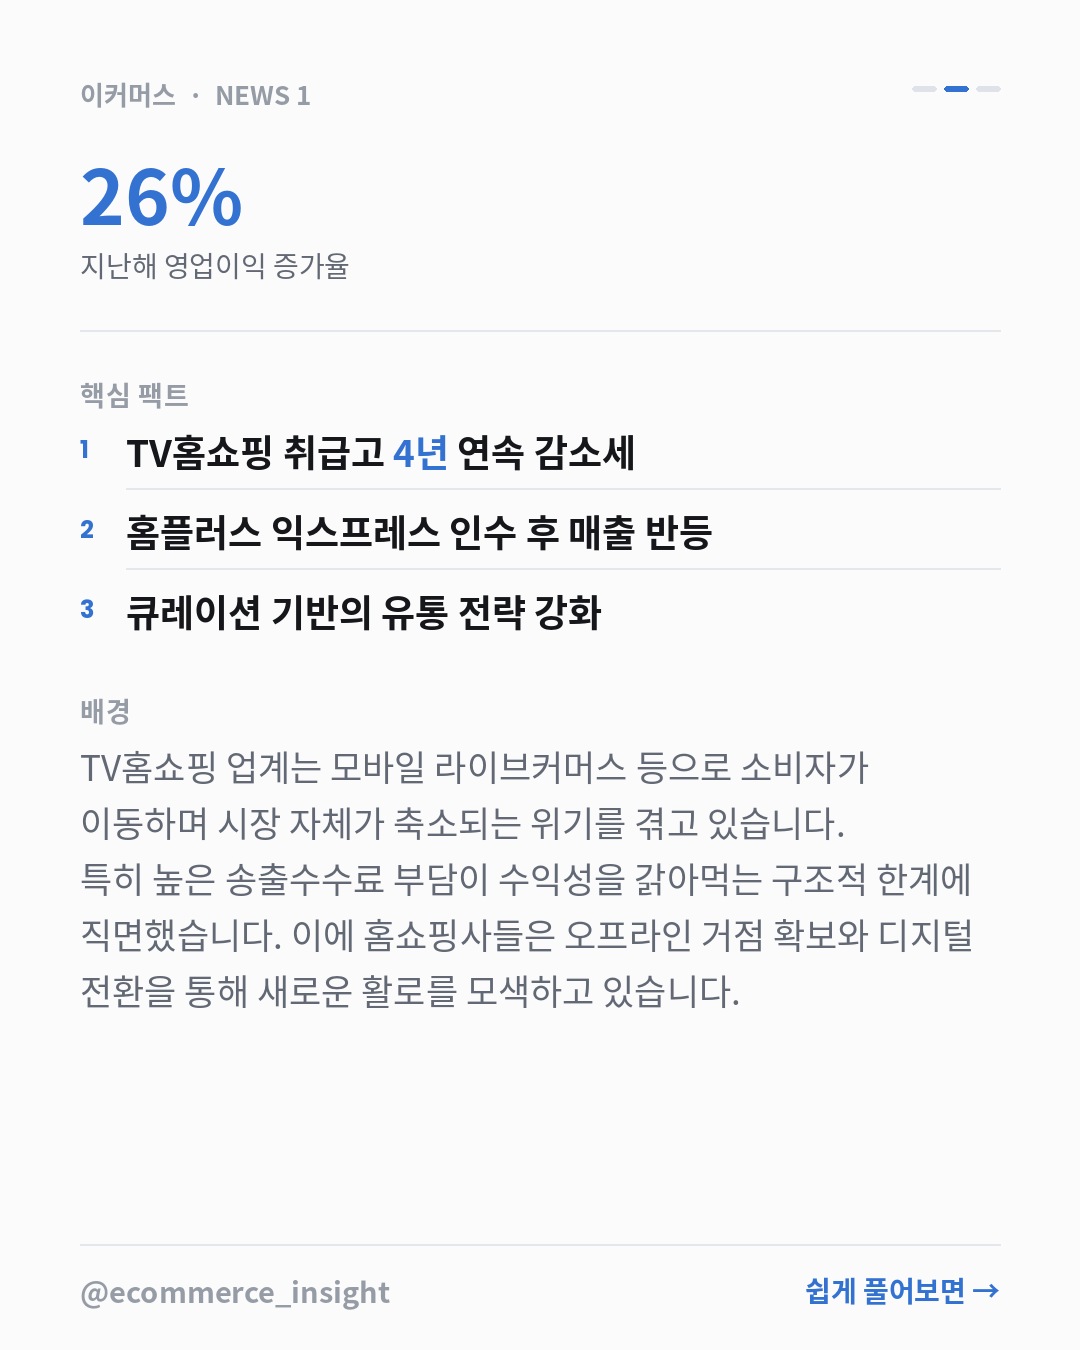 이커머스 · NEWS 1
26%
지난해 영업이익 증가율
핵심 팩트
1 TV홈쇼핑 취급고 4년 연속 감소세
2 홈플러스 익스프레스 인수 후 매출 반등
3 큐레이션 기반의 유통 전략 강화
배경
TV홈쇼핑 업계는 모바일 라이브커머스 등으로 소비자가
이동하며 시장 자체가 축소되는 위기를 겪고 있습니다.
특히 높은 송출수수료 부담이 수익성을 갉아먹는 구조적 한계에
직면했습니다. 이에 홈쇼핑사들은 오프라인 거점 확보와 디지털
전환을 통해 새로운 활로를 모색하고 있습니다.
@ecommerce_insight
쉽게 풀어보면 →